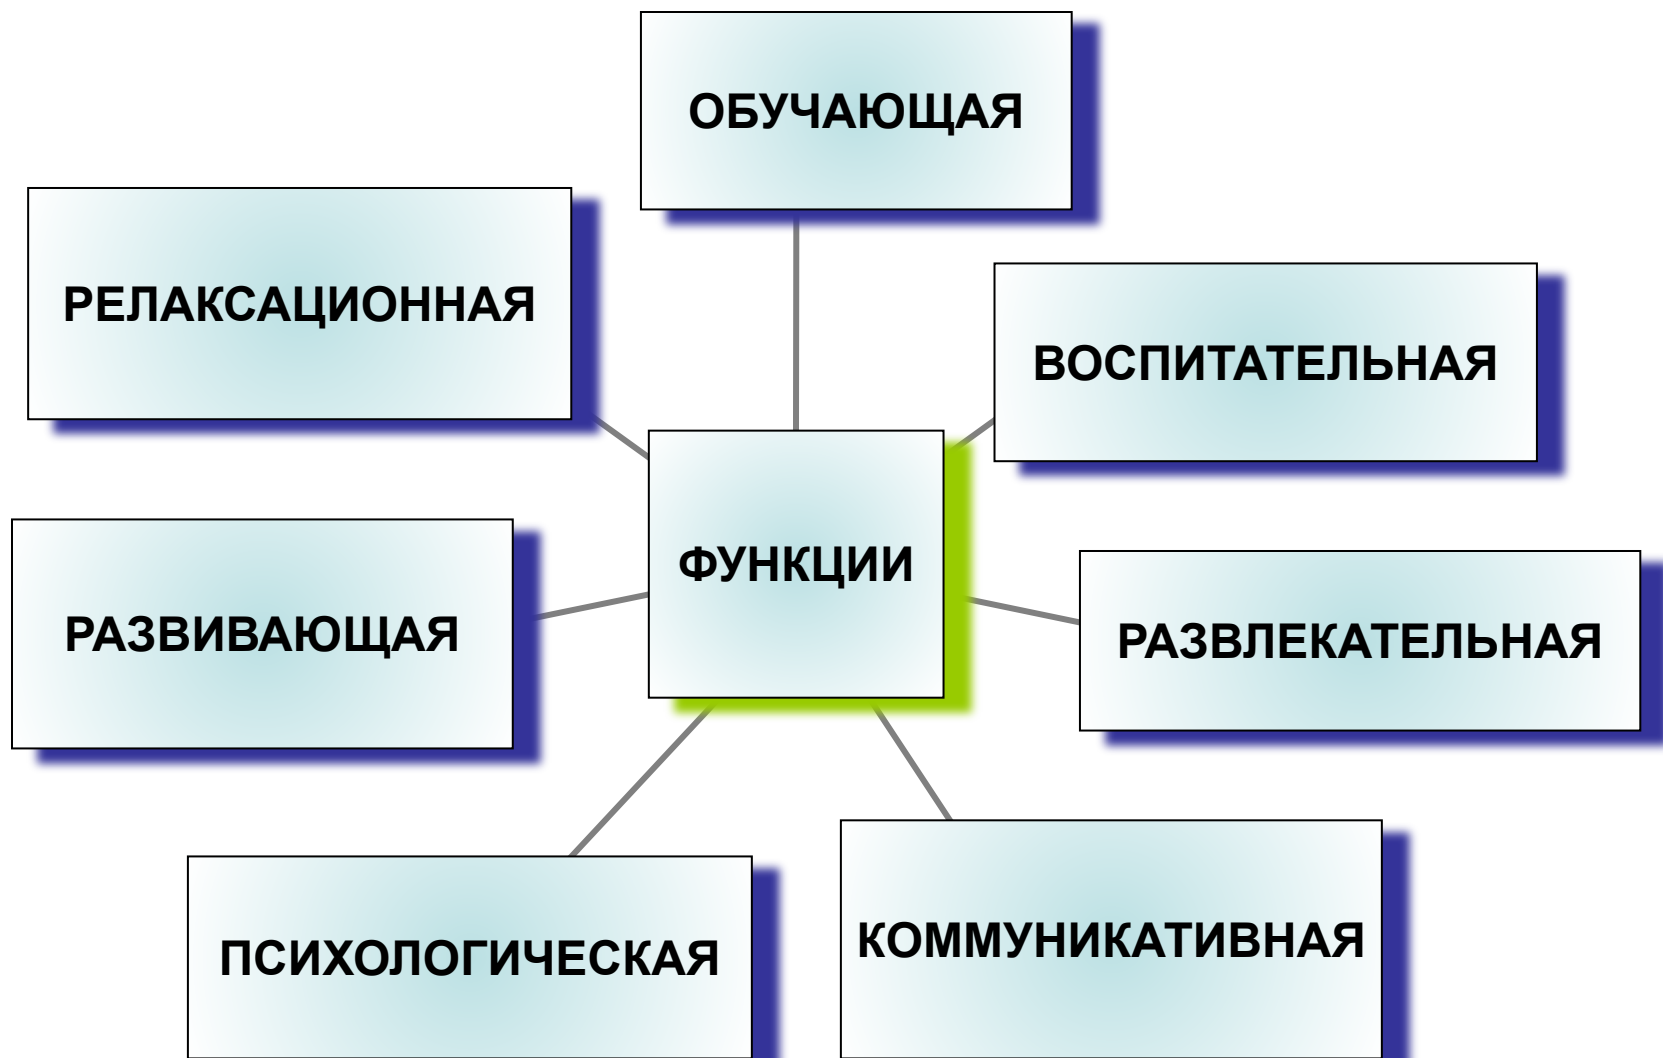 ОБУЧАЮЩАЯ
РЕЛАКСАЦИОННАЯ
ВОСПИТАТЕЛЬНАЯ
ФУНКЦИИ
РАЗВИВАЮЩАЯ
РАЗВЛЕКАТЕЛЬНАЯ
ПСИХОЛОГИЧЕСКАЯ
КОММУНИКАТИВНАЯ